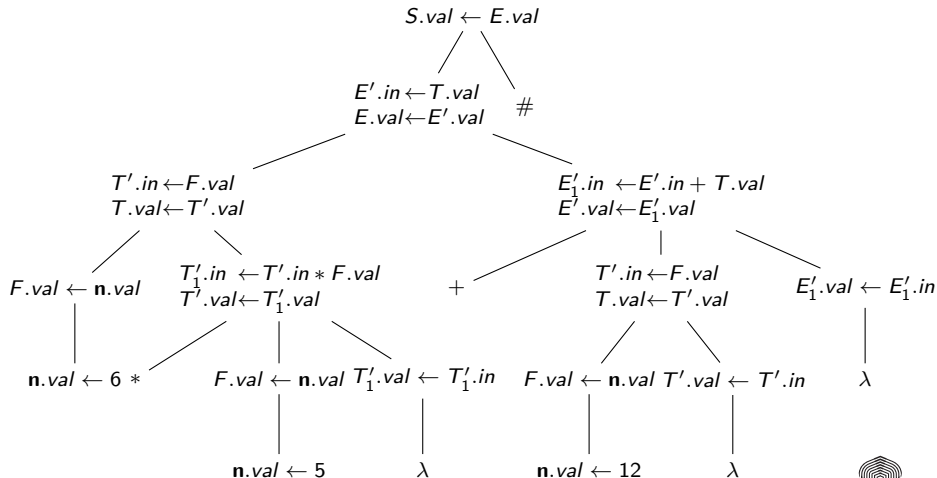 S.val ← E.val
E′.in ← T.val
E.val ← E′.val
#
T′.in ← F.val
T.val ← T′.val
E′₁.in ← E′.in + T.val
E′.val ← E′₁.val
F.val ← n.val
T′₁.in ← T′.in ∗ F.val
T′.val ← T′₁.val
+
T′.in ← F.val
T.val ← T′.val
E′₁.val ← E′₁.in
n.val ← 6
∗
F.val ← n.val
T′₁.val ← T′₁.in
F.val ← n.val
T′.val ← T′.in
λ
n.val ← 5
λ
n.val ← 12
λ